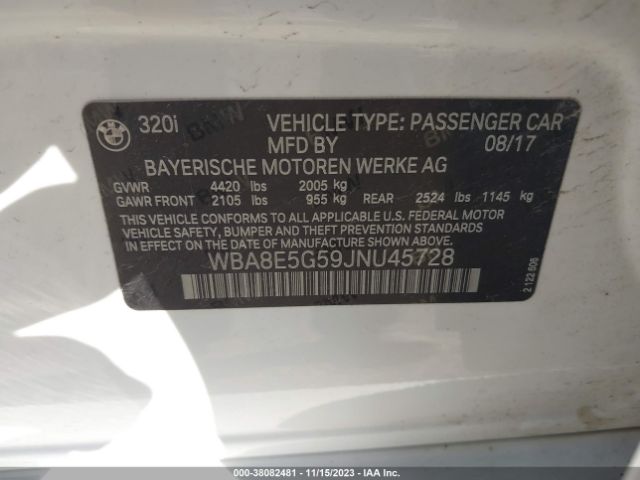 320i VEHICLE TYPE: PASSENGER CAR
MFD BY 08/17
BAYERISCHE MOTOREN WERKE AG
GVWR 4420 lbs 2005 kg
GAWR FRONT 2105 lbs 955 kg REAR 2524 lbs 1145 kg
THIS VEHICLE CONFORMS TO ALL APPLICABLE U.S. FEDERAL MOTOR
VEHICLE SAFETY, BUMPER AND THEFT PREVENTION STANDARDS
IN EFFECT ON THE DATE OF MANUFACTURE SHOWN ABOVE.
WBA8E5G59JNU45728
2 122 608
000-38082481 - 11/15/2023 - IAA Inc.